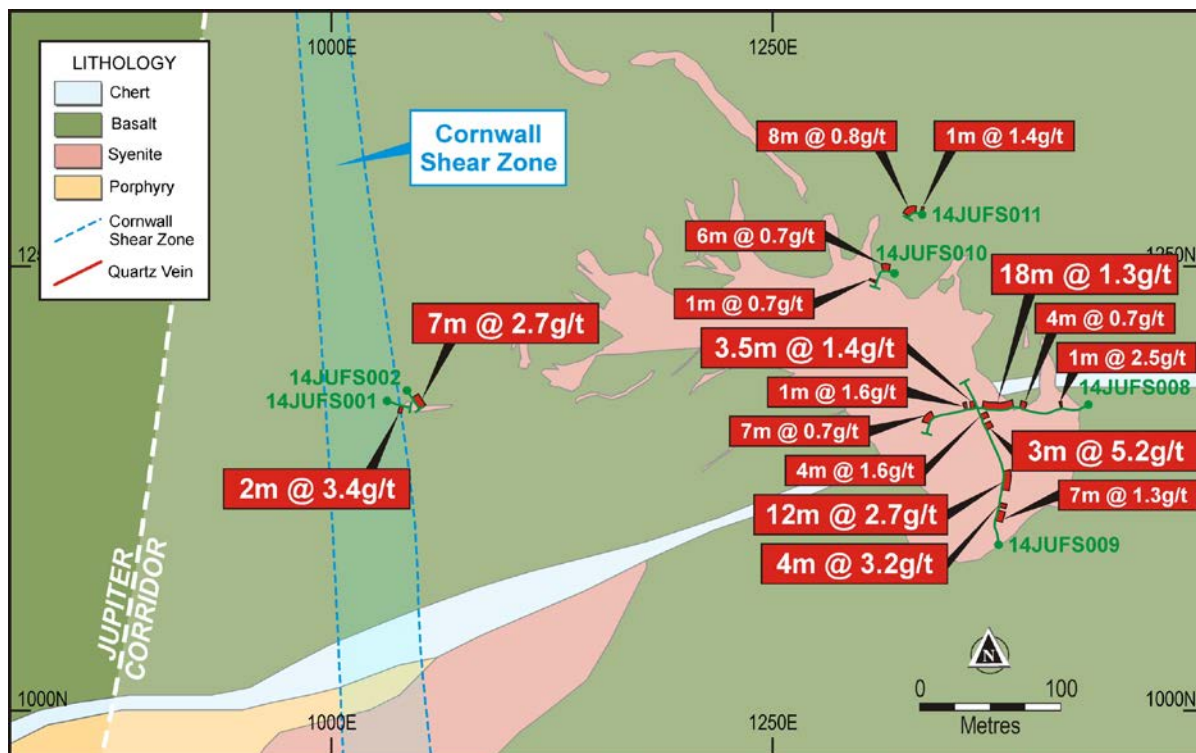 1000E
1250E
LITHOLOGY
Chert
Basalt
Syenite
Porphyry
Cornwall
Shear Zone
Quartz Vein
Cornwall
Shear Zone
8m @ 0.8g/t
1m @ 1.4g/t
14JUFS011
6m @ 0.7g/t
14JUFS010
1250N
18m @ 1.3g/t
1m @ 0.7g/t
4m @ 0.7g/t
7m @ 2.7g/t
3.5m @ 1.4g/t
1m @ 2.5g/t
14JUFS002
14JUFS001
1m @ 1.6g/t
14JUFS008
7m @ 0.7g/t
3m @ 5.2g/t
4m @ 1.6g/t
2m @ 3.4g/t
7m @ 1.3g/t
12m @ 2.7g/t
14JUFS009
4m @ 3.2g/t
JUPITER
CORRIDOR
N
0
100
Metres
1000N
1000N
1000E
1250E